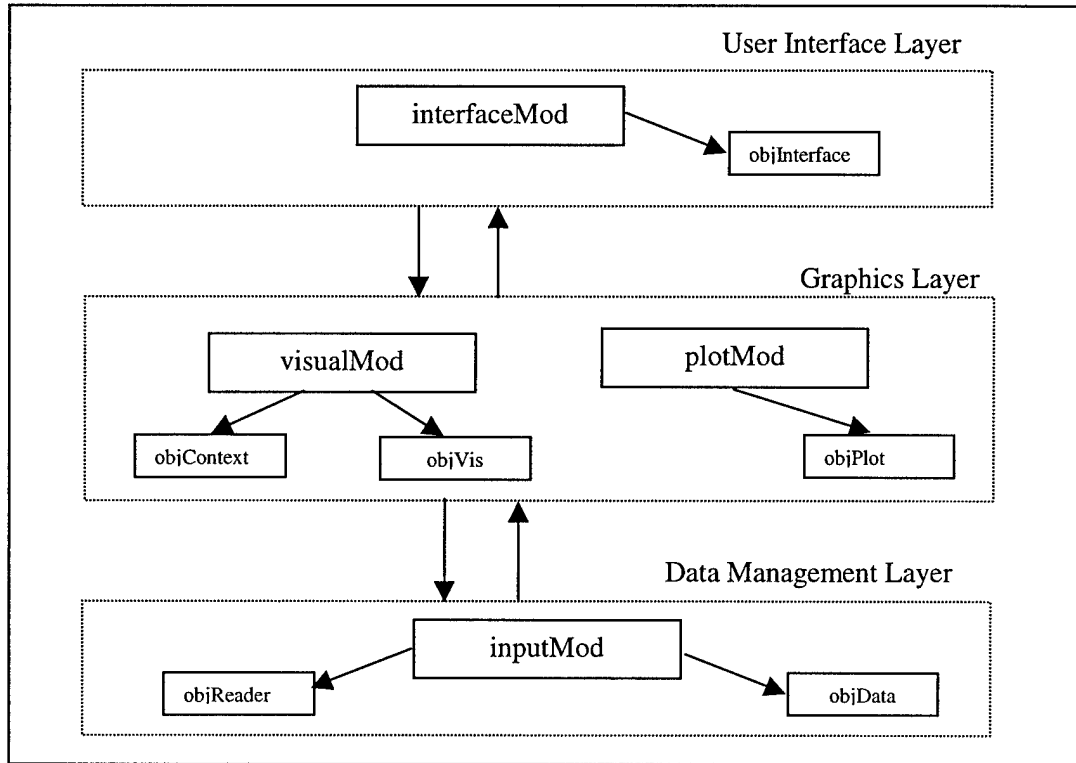 User Interface Layer
interfaceMod
objInterface
Graphics Layer
visualMod
plotMod
objContext
objVis
objPlot
Data Management Layer
inputMod
objReader
objData